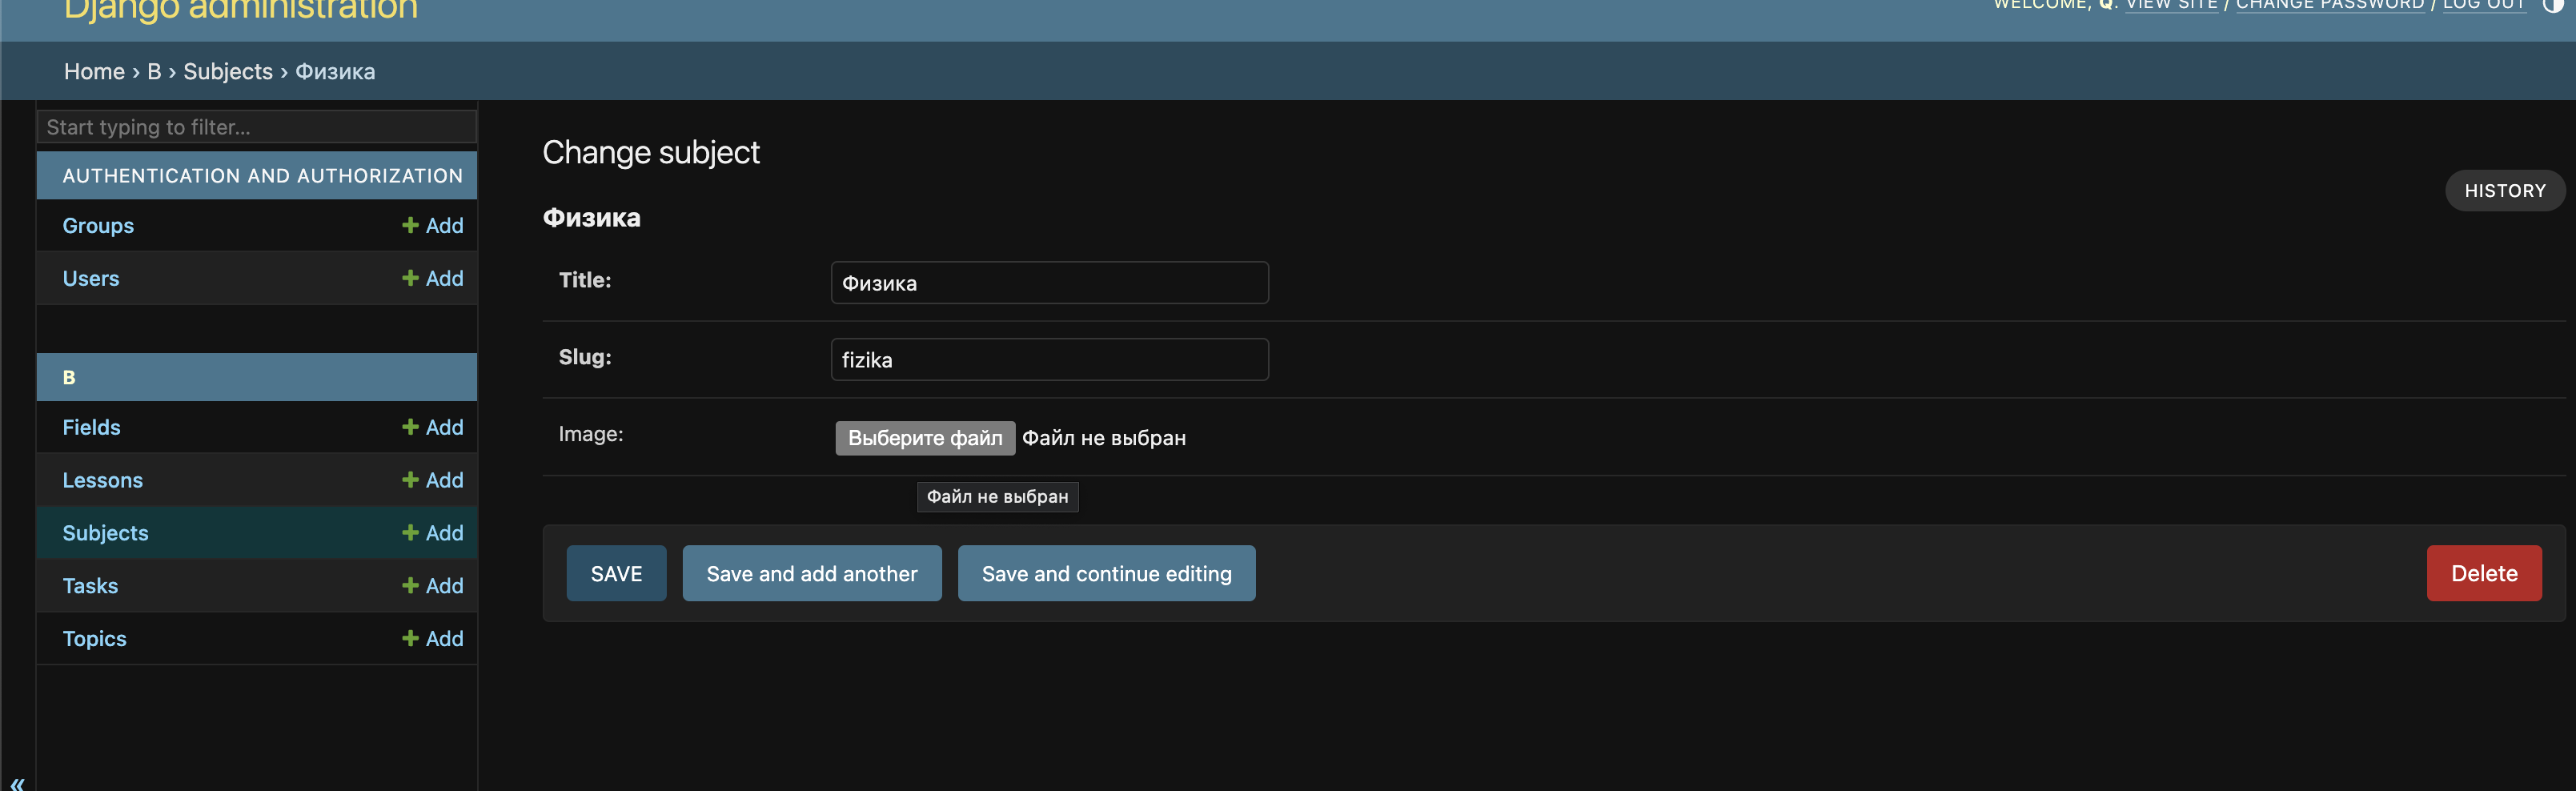 Django administration
WELCOME, Q. VIEW SITE / CHANGE PASSWORD / LOG OUT
Home › B › Subjects › Физика
Start typing to filter...
AUTHENTICATION AND AUTHORIZATION
Groups + Add
Users + Add
B
Fields + Add
Lessons + Add
Subjects + Add
Tasks + Add
Topics + Add
«
Change subject
HISTORY
Физика
Title: Физика
Slug: fizika
Image: Выберите файл Файл не выбран
Файл не выбран
SAVE Save and add another Save and continue editing Delete